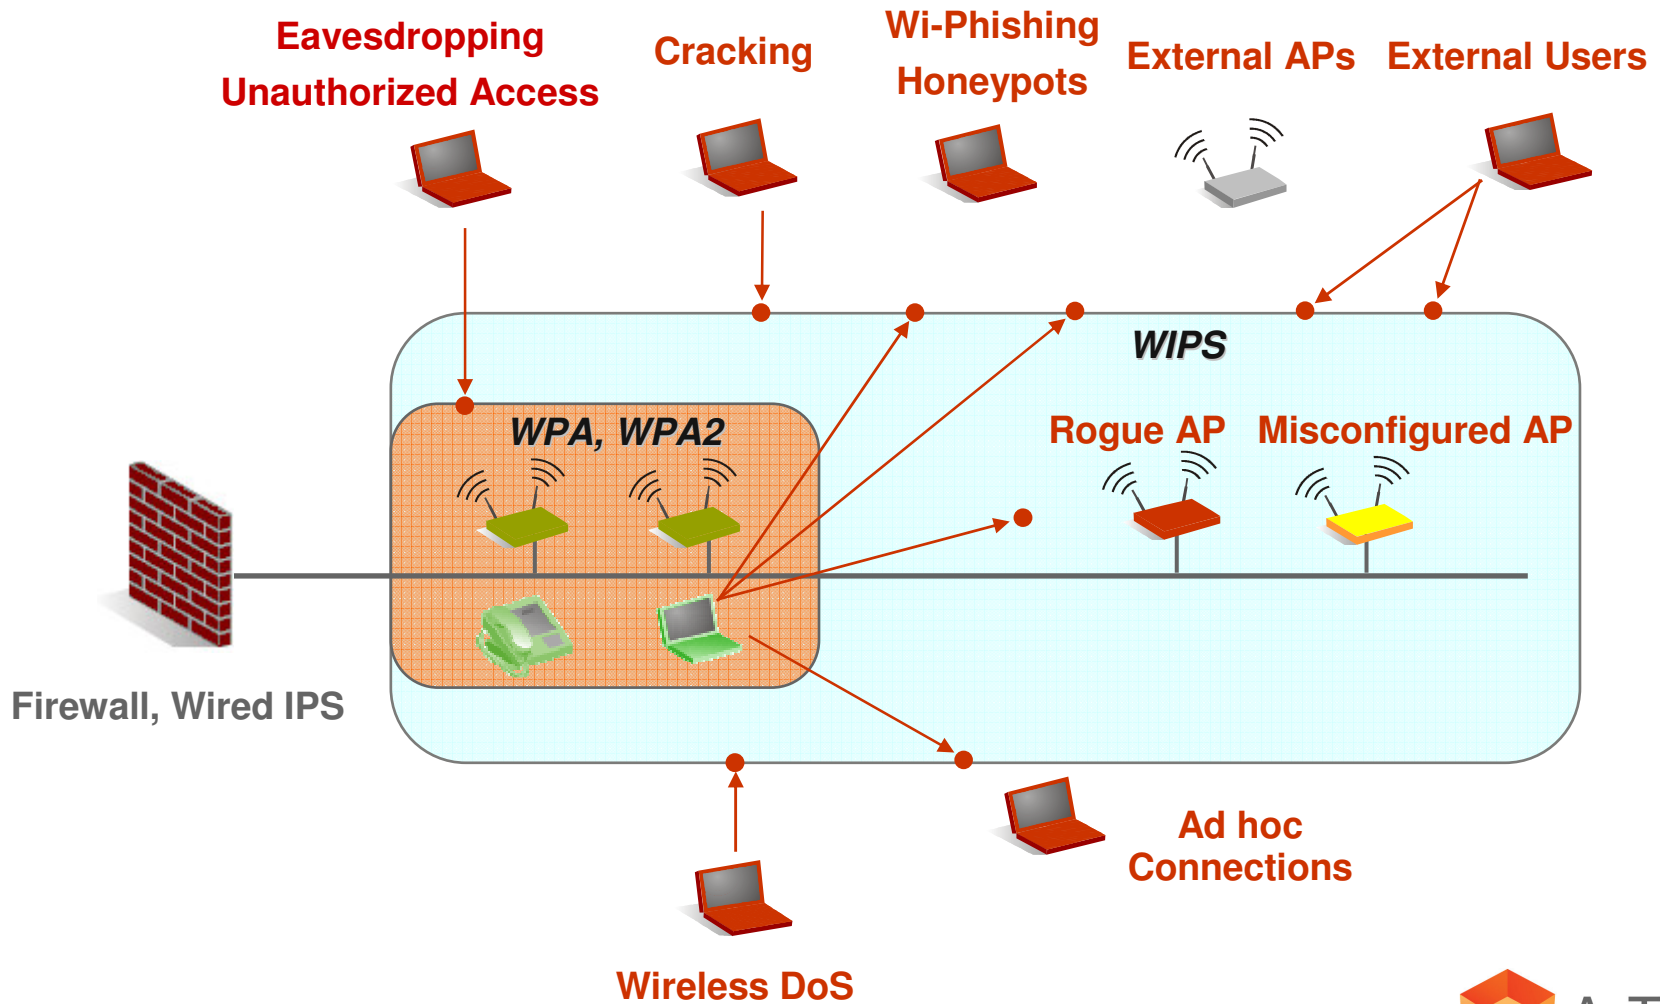 Eavesdropping
Unauthorized Access
Cracking
Wi-Phishing
Honeypots
External APs
External Users
WIPS
WPA, WPA2
Rogue AP
Misconfigured AP
Firewall, Wired IPS
Ad hoc
Connections
Wireless DoS